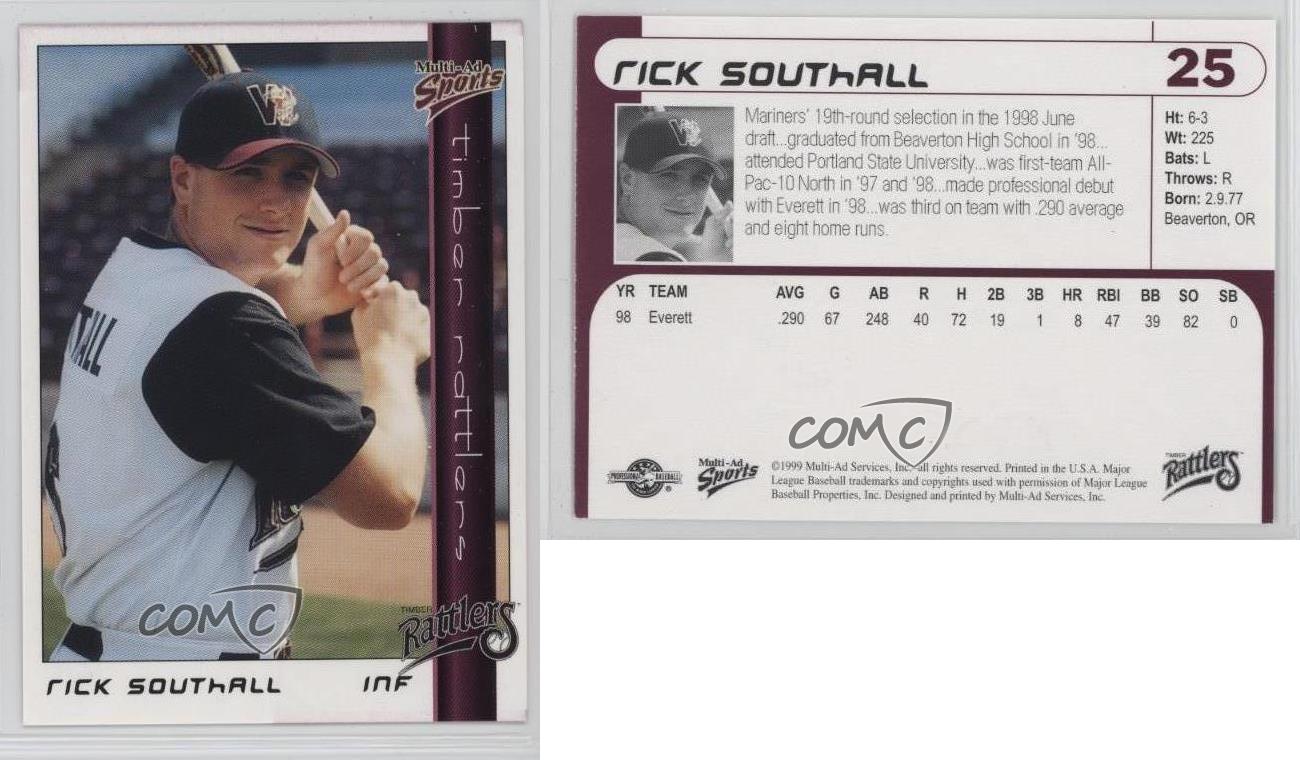 Multi-Ad
Sports
timber rattlers
COMC
TIMBER
Rattlers
RICK SOUTHALL INF
RICK SOUTHALL 25
Mariners' 19th-round selection in the 1998 June
draft...graduated from Beaverton High School in '98...
attended Portland State University...was first-team All-
Pac-10 North in '97 and '98...made professional debut
with Everett in '98...was third on team with .290 average
and eight home runs.
Ht: 6-3
Wt: 225
Bats: L
Throws: R
Born: 2.9.77
Beaverton, OR
YR TEAM AVG G AB R H 2B 3B HR RBI BB SO SB
98 Everett .290 67 248 40 72 19 1 8 47 39 82 0
COMC
PROFESSIONAL BASEBALL
Multi-Ad
Sports
©1999 Multi-Ad Services, Inc. all rights reserved. Printed in the U.S.A. Major
League Baseball trademarks and copyrights used with permission of Major League
Baseball Properties, Inc. Designed and printed by Multi-Ad Services, Inc.
TIMBER
Rattlers